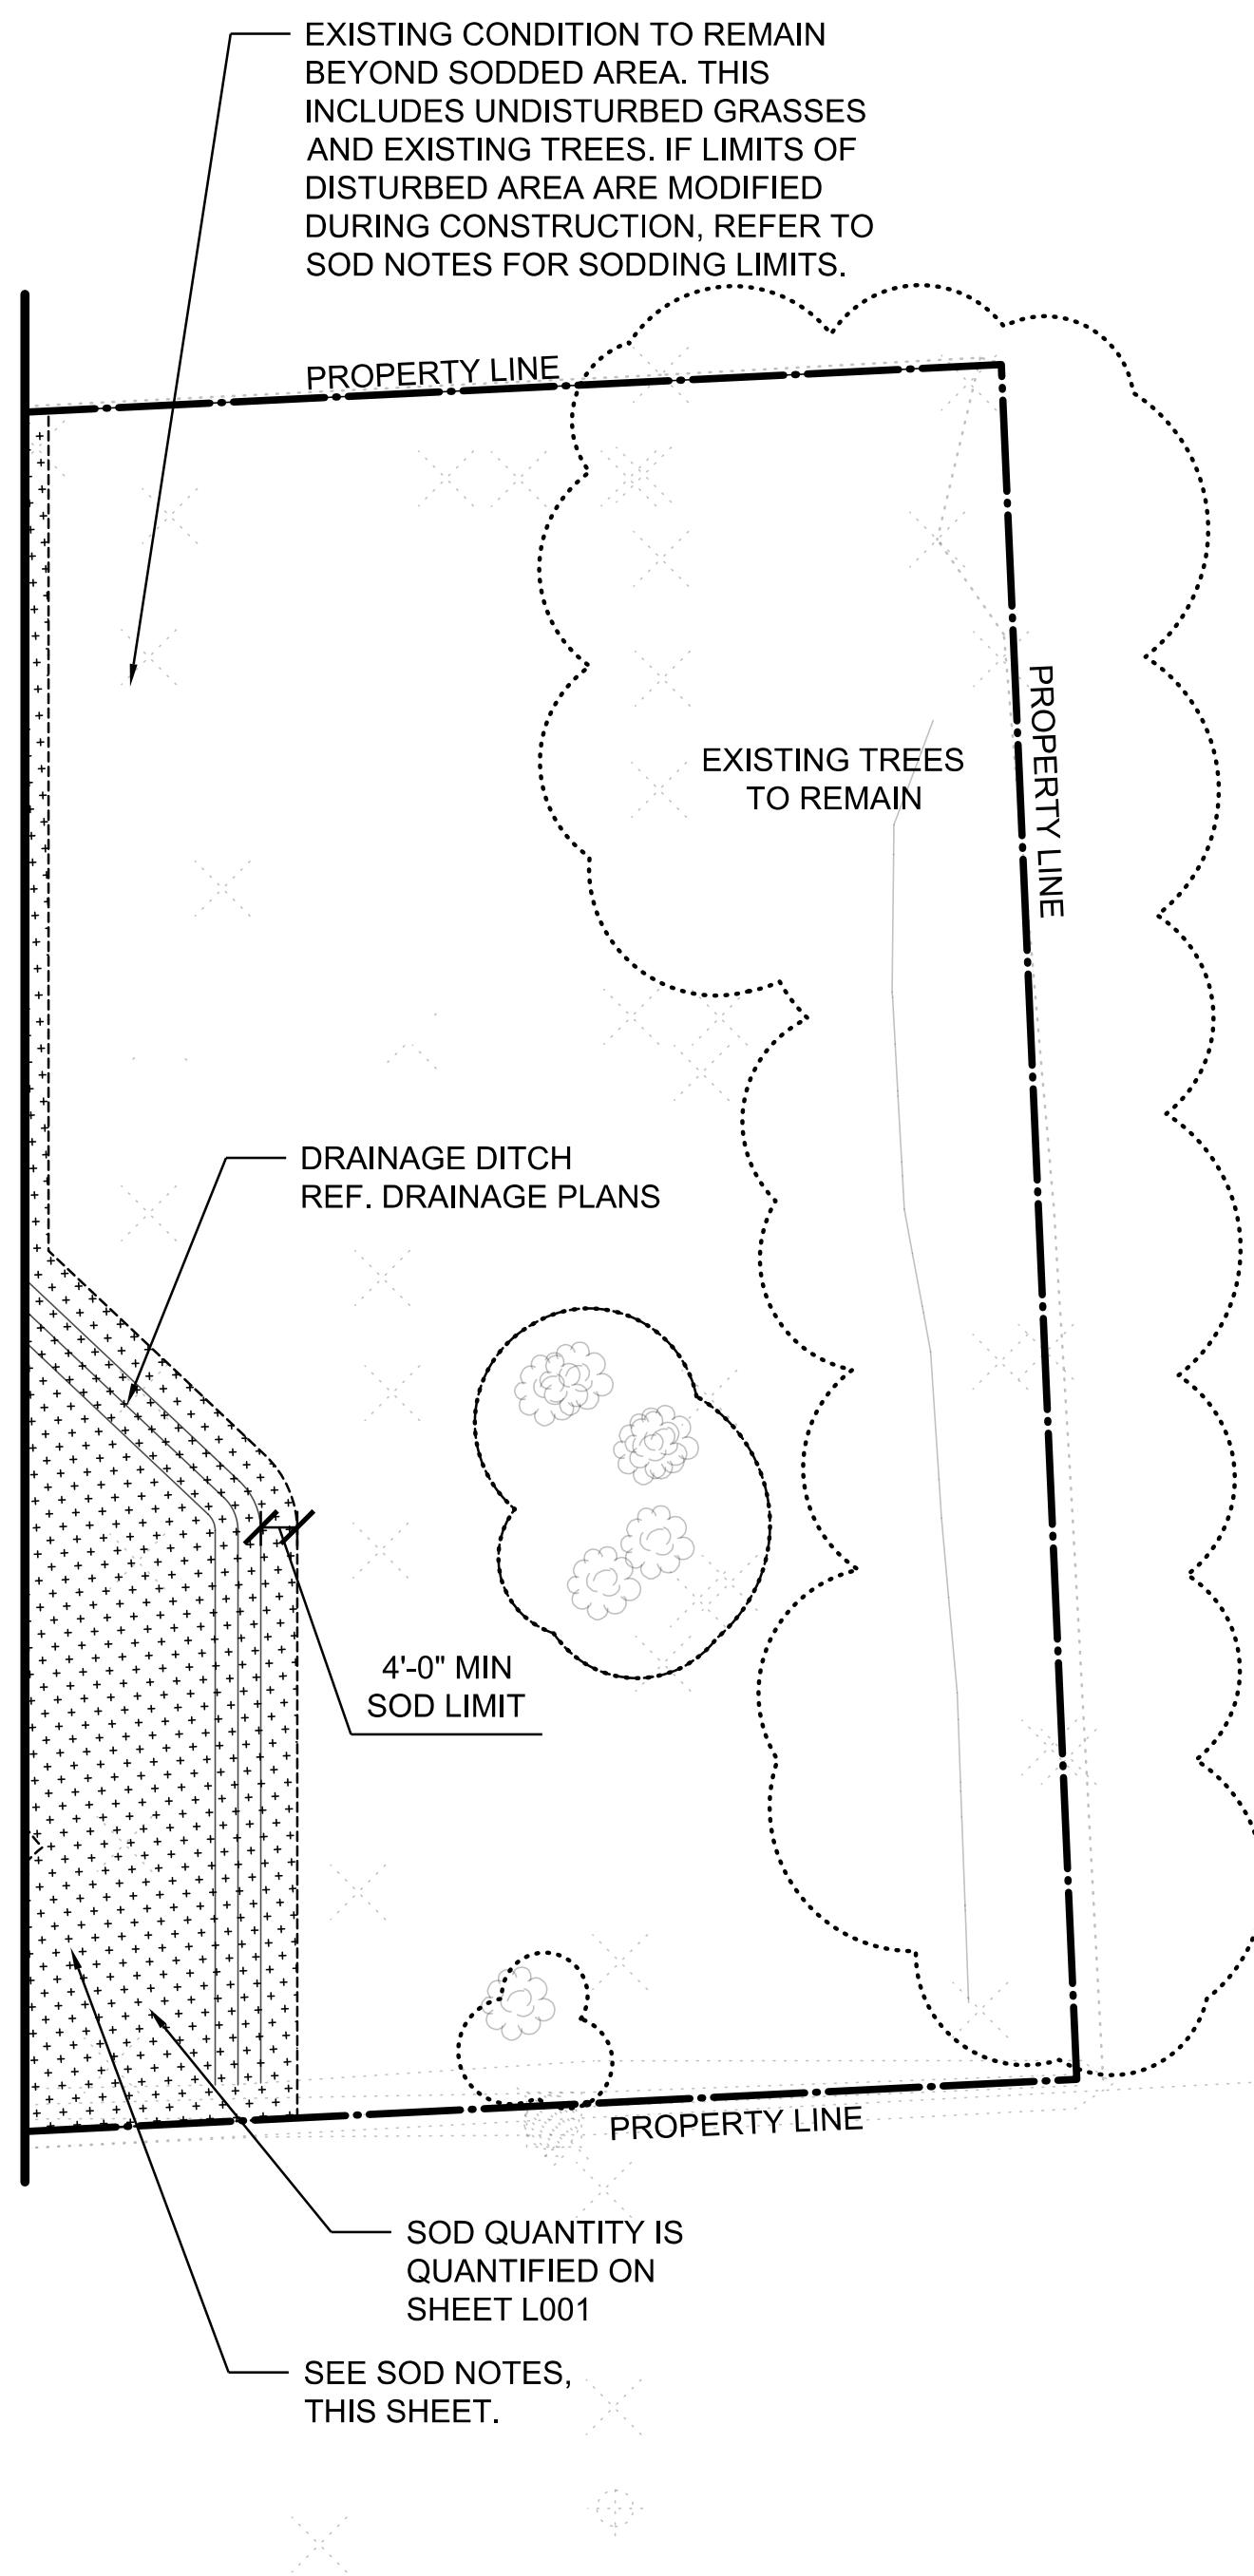 EXISTING CONDITION TO REMAIN
BEYOND SODDED AREA. THIS
INCLUDES UNDISTURBED GRASSES
AND EXISTING TREES. IF LIMITS OF
DISTURBED AREA ARE MODIFIED
DURING CONSTRUCTION, REFER TO
SOD NOTES FOR SODDING LIMITS.
PROPERTY LINE
PROPERTY LINE
EXISTING TREES
TO REMAIN
DRAINAGE DITCH
REF. DRAINAGE PLANS
4'-0" MIN
SOD LIMIT
PROPERTY LINE
SOD QUANTITY IS
QUANTIFIED ON
SHEET L001
SEE SOD NOTES,
THIS SHEET.